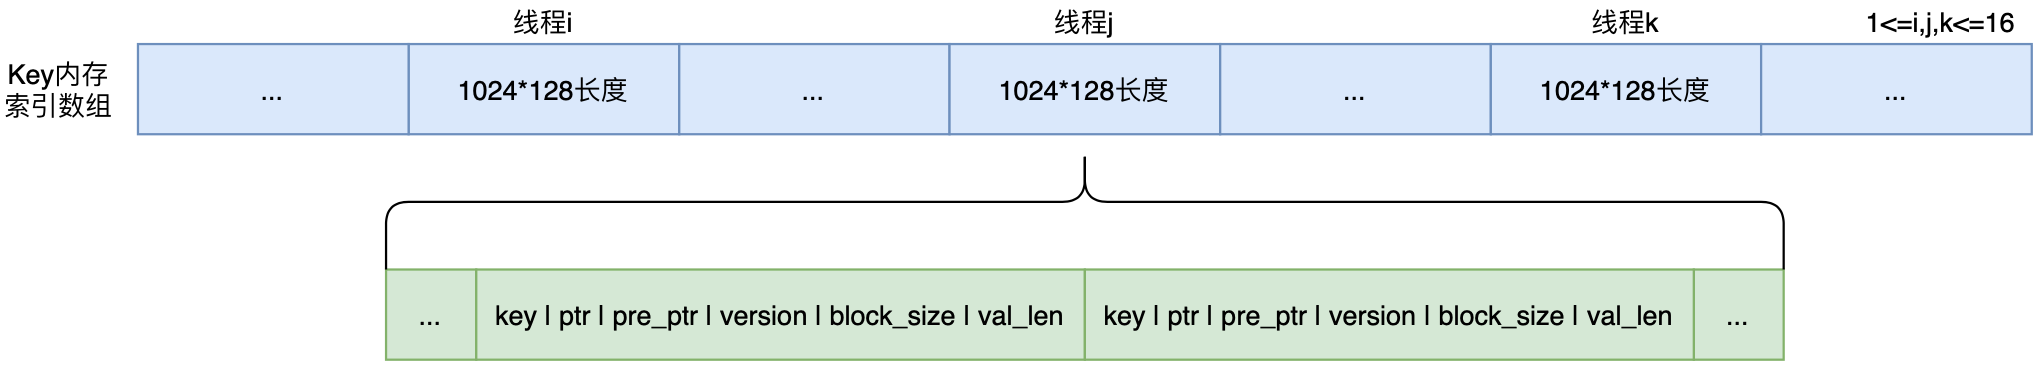 线程i 线程j 线程k 1<=i,j,k<=16
Key内存
索引数组
... 1024*128长度 ... 1024*128长度 ... 1024*128长度 ...
... key | ptr | pre_ptr | version | block_size | val_len key | ptr | pre_ptr | version | block_size | val_len ...